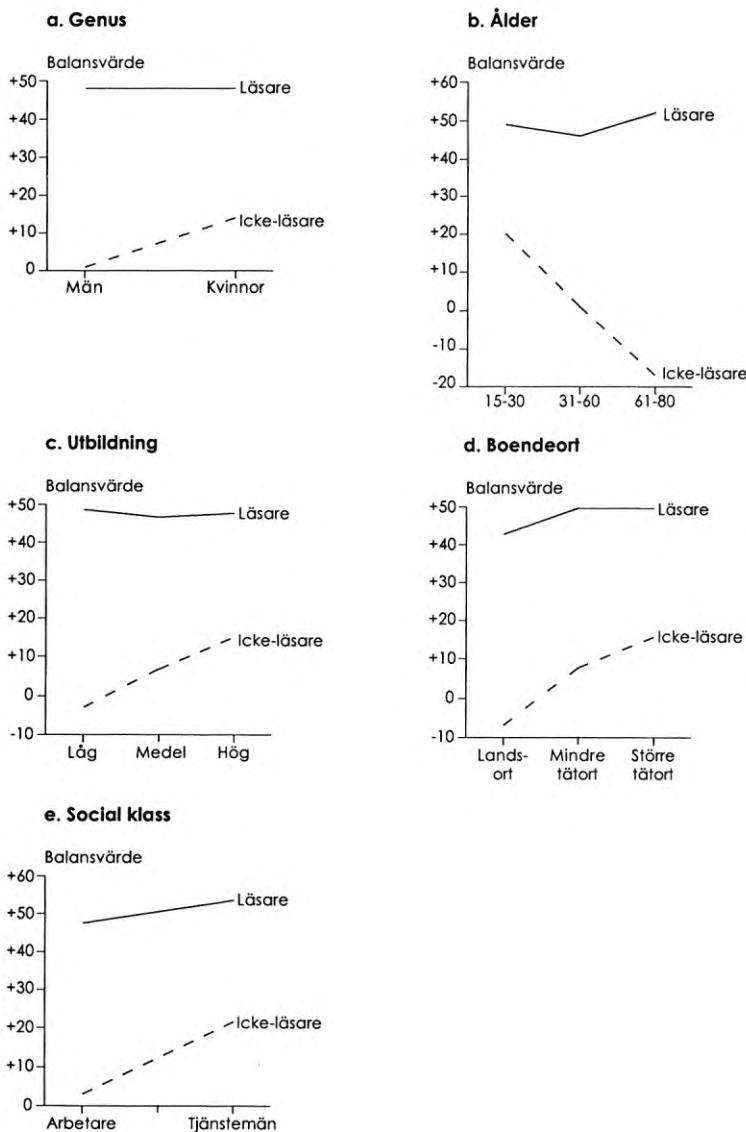 a. Genus
Balansvärde
+50
+40
+30
+20
+10
0
Läsare
Icke-läsare
Män Kvinnor
b. Ålder
Balansvärde
+60
+50
+40
+30
+20
+10
0
-10
-20
Läsare
Icke-läsare
15-30 31-60 61-80
c. Utbildning
Balansvärde
+50
+40
+30
+20
+10
0
-10
Läsare
Icke-läsare
Låg Medel Hög
d. Boendeort
Balansvärde
+50
+40
+30
+20
+10
0
-10
Läsare
Icke-läsare
Lands- Mindre Större
ort tätort tätort
e. Social klass
Balansvärde
+60
+50
+40
+30
+20
+10
0
Läsare
Icke-läsare
Arbetare Tjänstemän